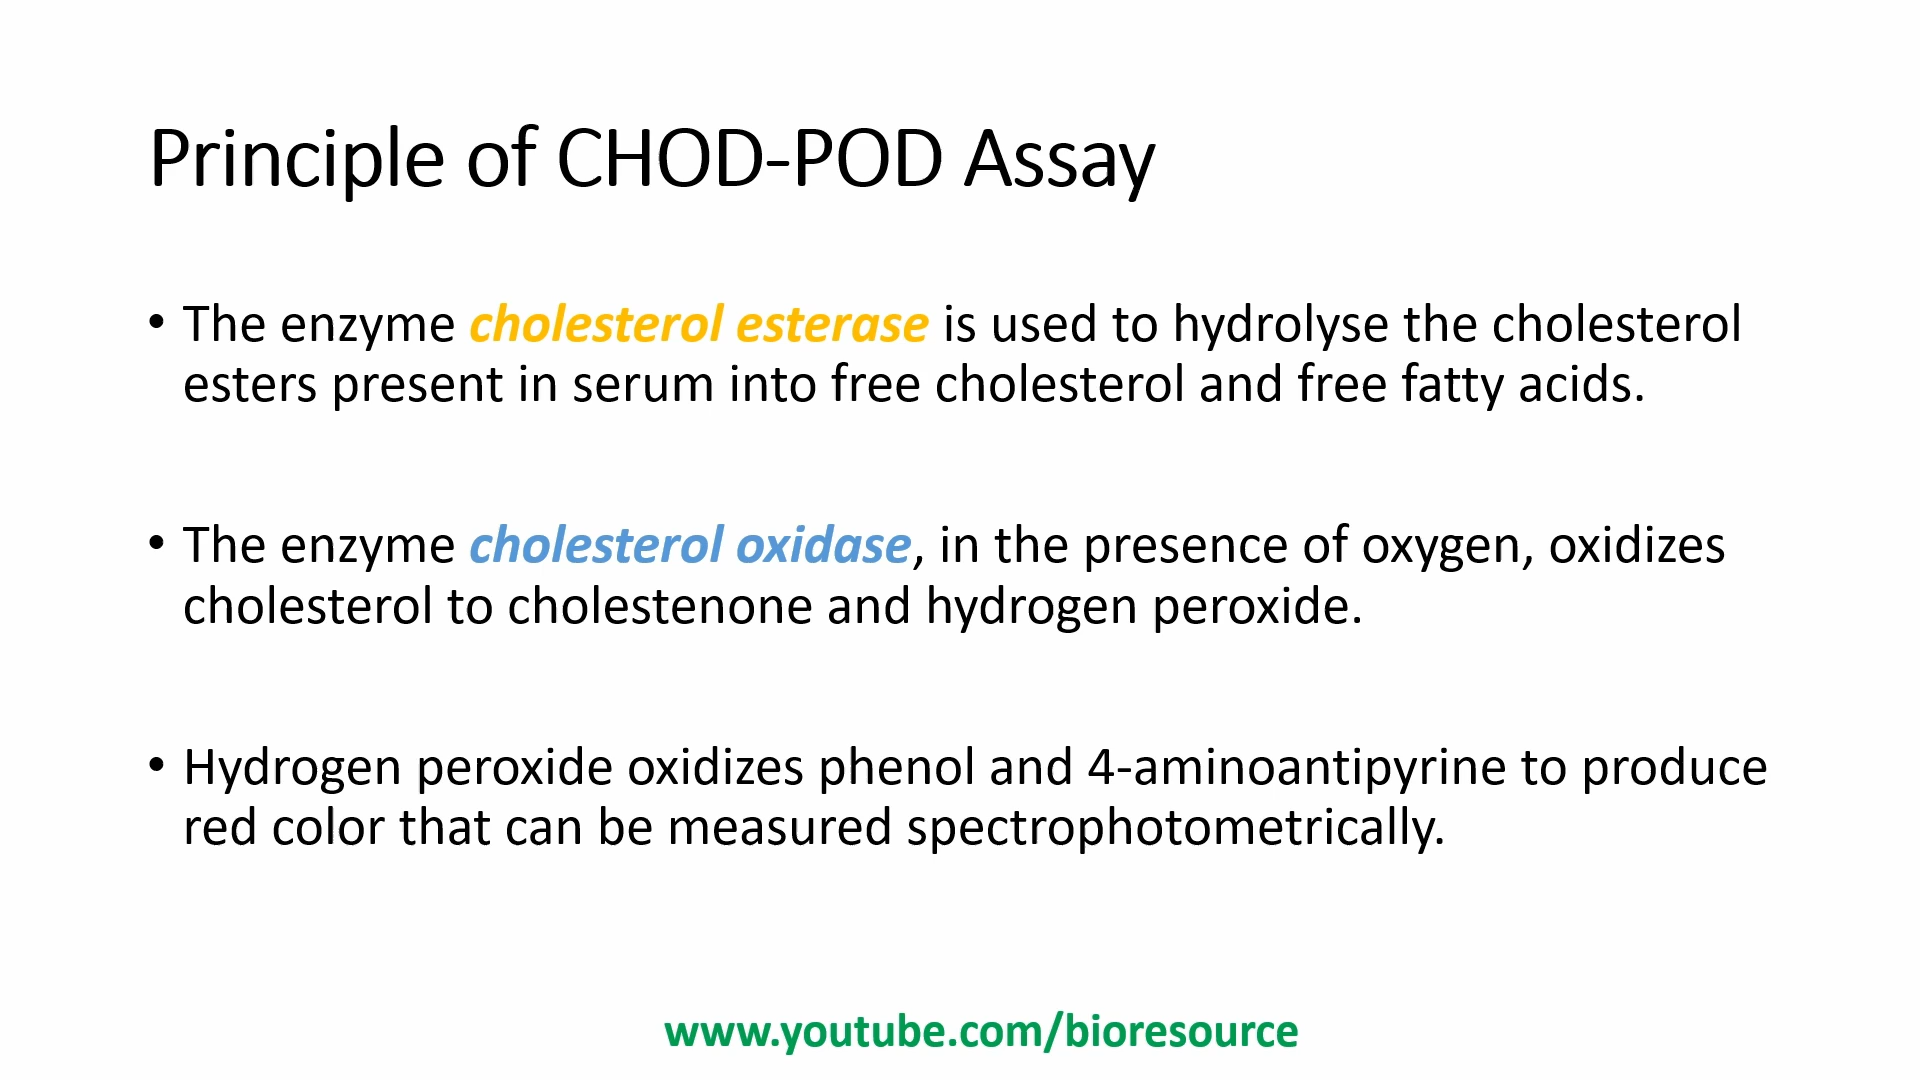 Principle of CHOD-POD Assay
• The enzyme cholesterol esterase is used to hydrolyse the cholesterol
esters present in serum into free cholesterol and free fatty acids.
• The enzyme cholesterol oxidase, in the presence of oxygen, oxidizes
cholesterol to cholestenone and hydrogen peroxide.
• Hydrogen peroxide oxidizes phenol and 4-aminoantipyrine to produce
red color that can be measured spectrophotometrically.
www.youtube.com/bioresource